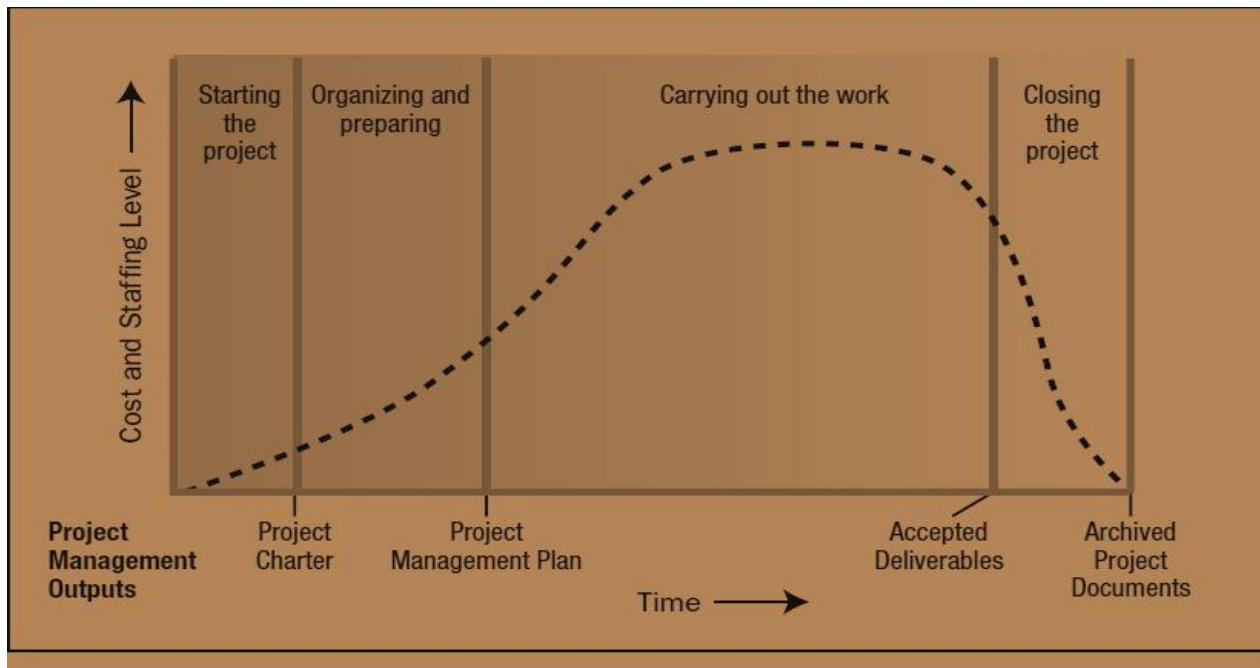 Starting
the
project
Organizing and
preparing
Carrying out the work
Closing
the
project
Cost and Staffing Level
Project
Management
Outputs
Project
Charter
Project
Management Plan
Accepted
Deliverables
Archived
Project
Documents
Time